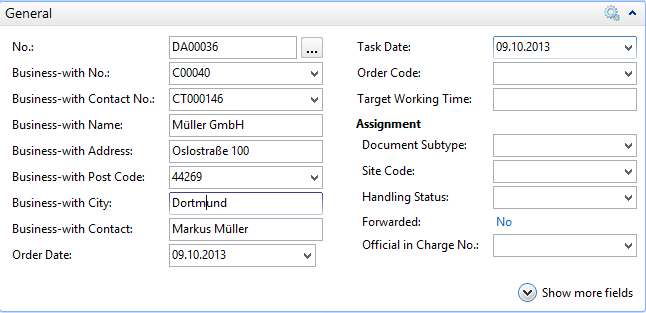 General
No.: DA00036 ...
Business-with No.: C00040
Business-with Contact No.: CT000146
Business-with Name: Müller GmbH
Business-with Address: Oslostraße 100
Business-with Post Code: 44269
Business-with City: Dortmund
Business-with Contact: Markus Müller
Order Date: 09.10.2013
Task Date: 09.10.2013
Order Code:
Target Working Time:
Assignment
Document Subtype:
Site Code:
Handling Status:
Forwarded: No
Official in Charge No.:
Show more fields